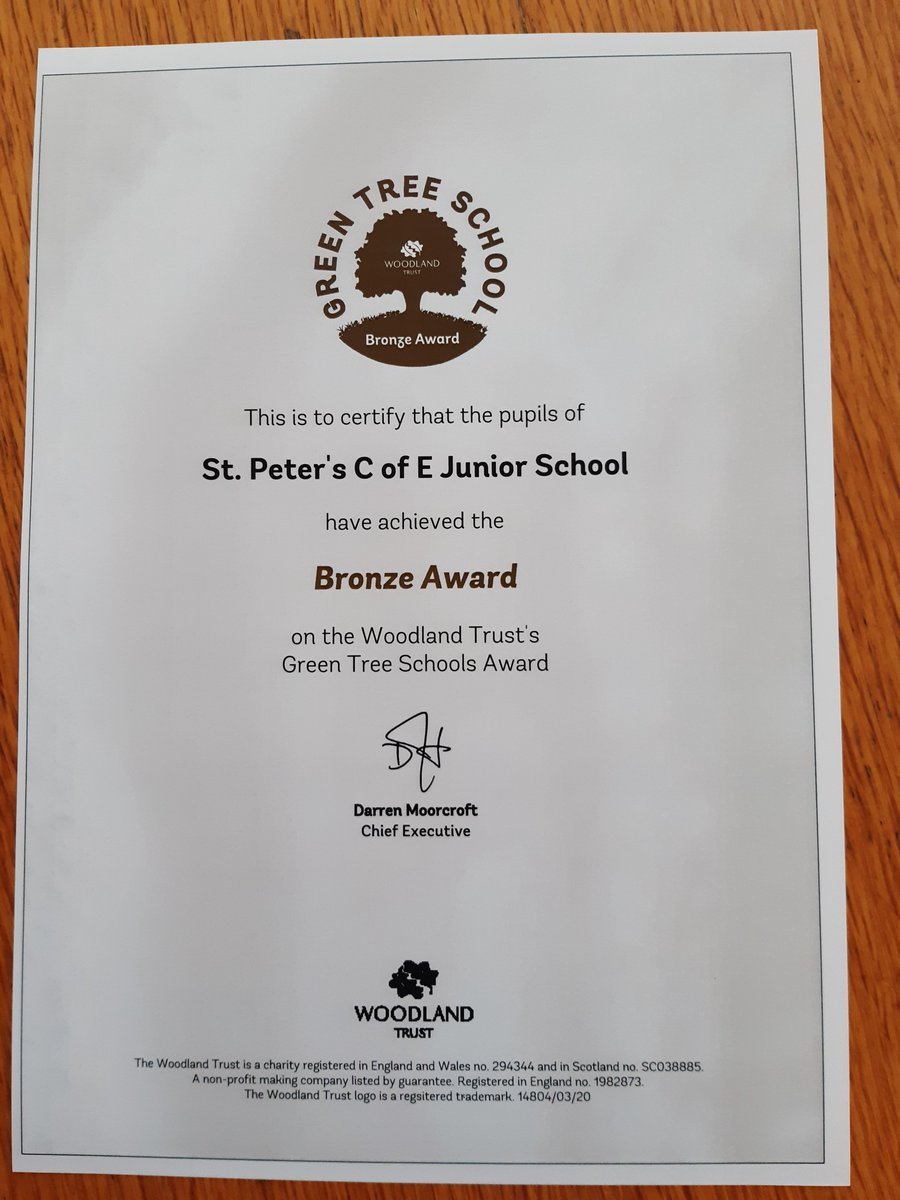 GREEN TREE SCHOOL
WOODLAND
TRUST
Bronze Award
This is to certify that the pupils of
St. Peter's C of E Junior School
have achieved the
Bronze Award
on the Woodland Trust's
Green Tree Schools Award
Darren Moorcroft
Chief Executive
WOODLAND
TRUST
The Woodland Trust is a charity registered in England and Wales no. 294344 and in Scotland no. SC038885.
A non-profit making company listed by guarantee. Registered in England no. 1982873.
The Woodland Trust logo is a regsitered trademark. 14804/03/20